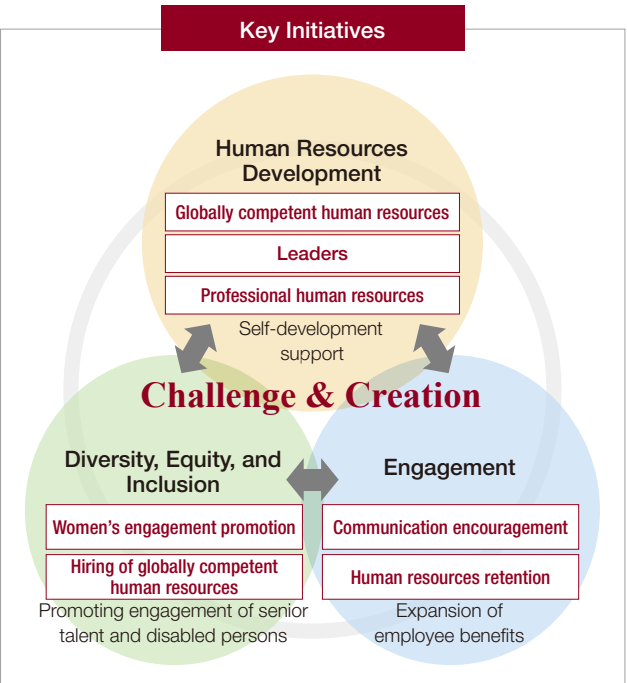 Key Initiatives
Human Resources
Development
Globally competent human resources
Leaders
Professional human resources
Self-development
support
Challenge & Creation
Diversity, Equity, and
Inclusion
Women's engagement promotion
Hiring of globally competent
human resources
Promoting engagement of senior
talent and disabled persons
Engagement
Communication encouragement
Human resources retention
Expansion of
employee benefits